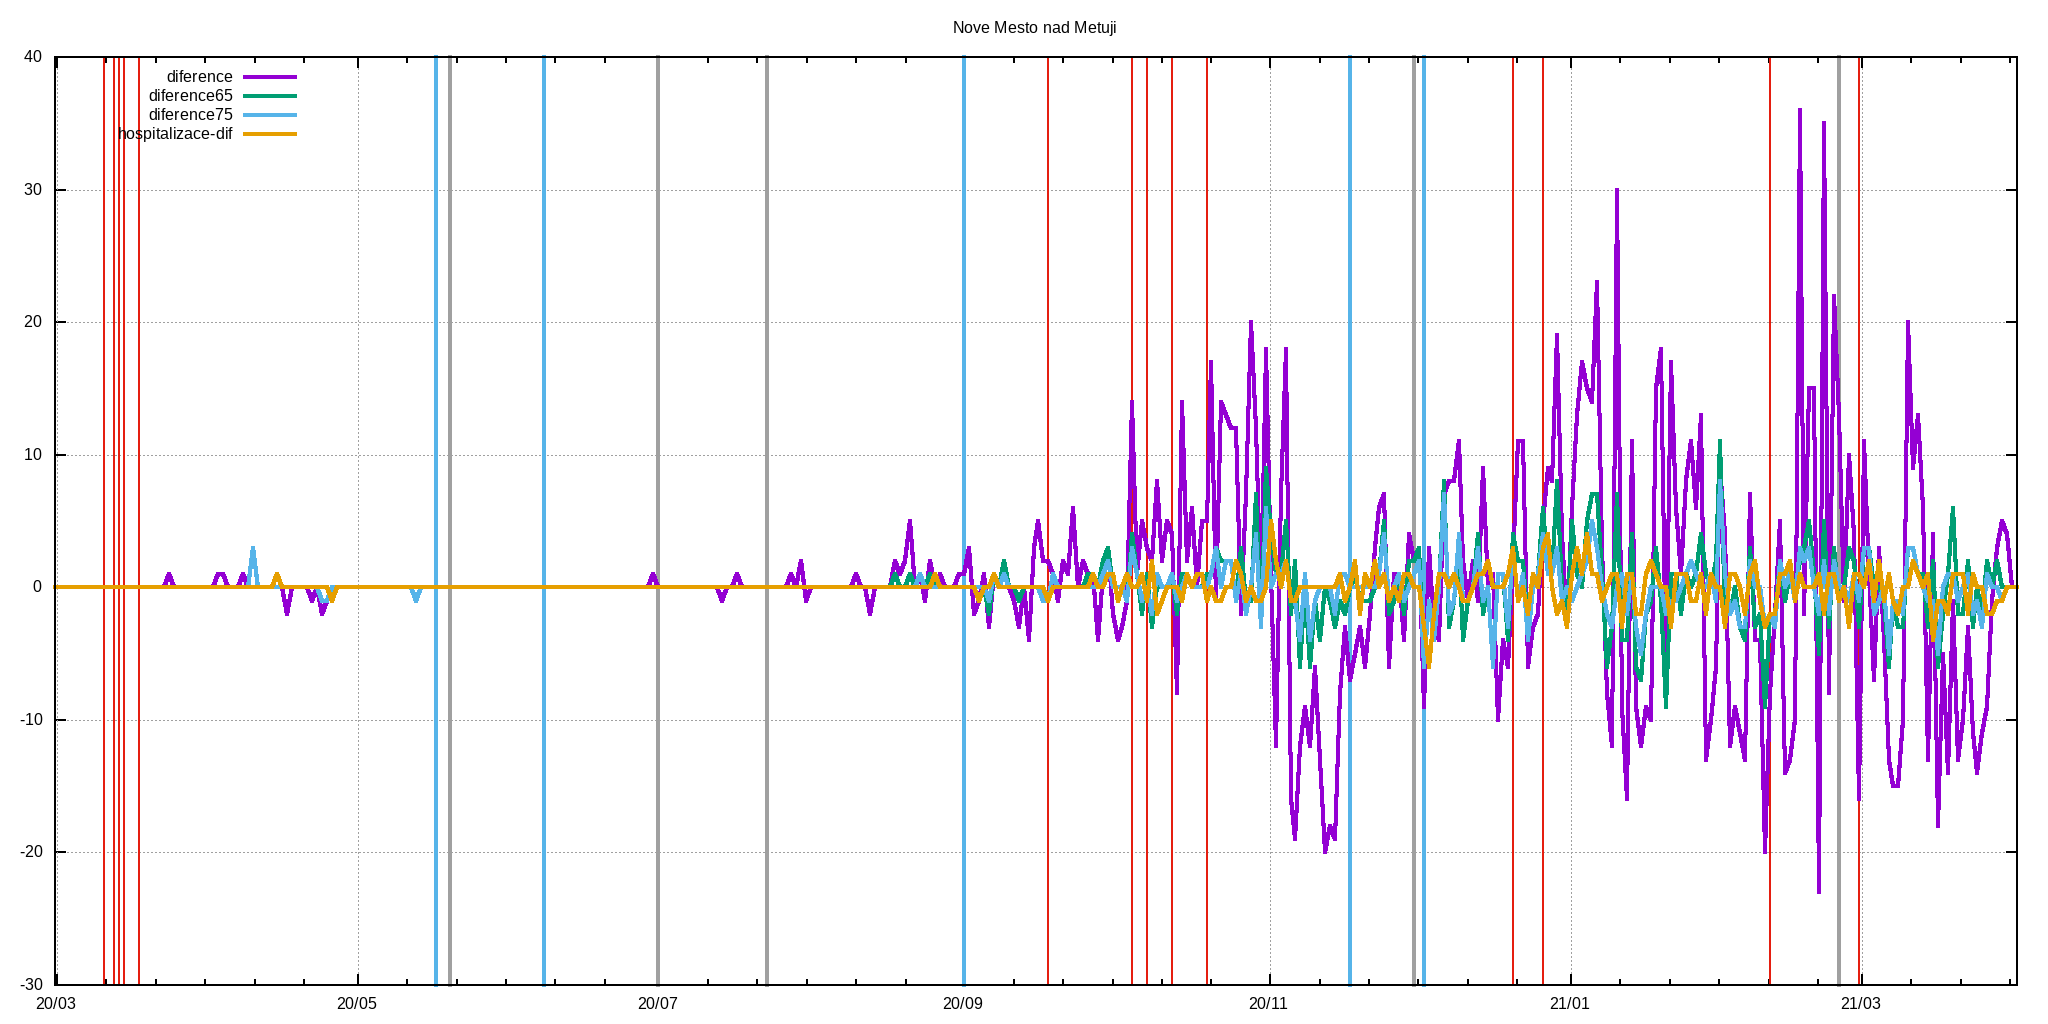 Nove Mesto nad Metuji
40
30
20
10
0
-10
-20
-30
diference
diference65
diference75
hospitalizace-dif
20/03 20/05 20/07 20/09 20/11 21/01 21/03